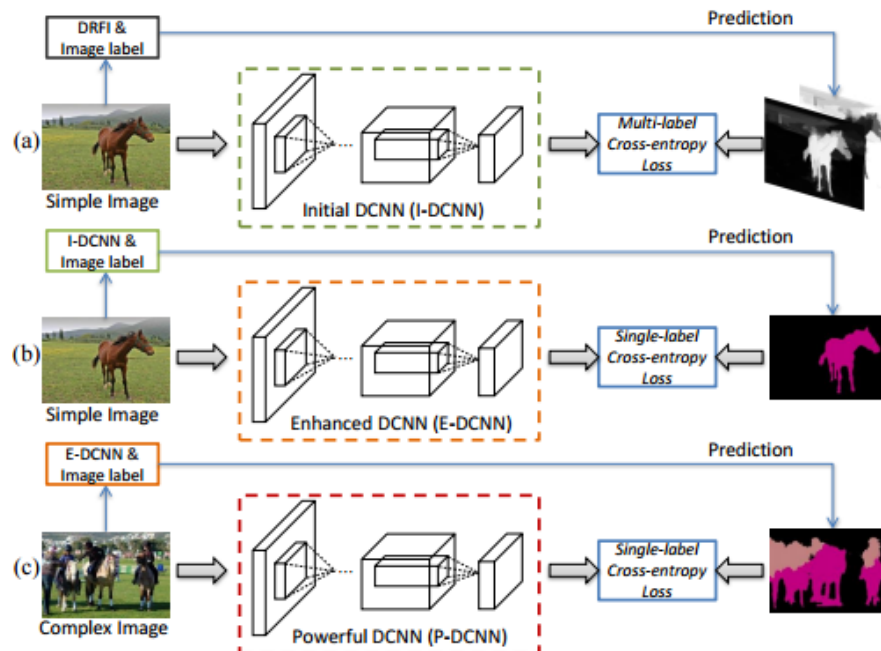 DRFI &
Image label
Prediction
(a)
Multi-label
Cross-entropy
Loss
Initial DCNN (I-DCNN)
Simple Image
I-DCNN &
Image label
Prediction
(b)
Single-label
Cross-entropy
Loss
Enhanced DCNN (E-DCNN)
Simple Image
E-DCNN &
Image label
Prediction
(c)
Single-label
Cross-entropy
Loss
Powerful DCNN (P-DCNN)
Complex Image